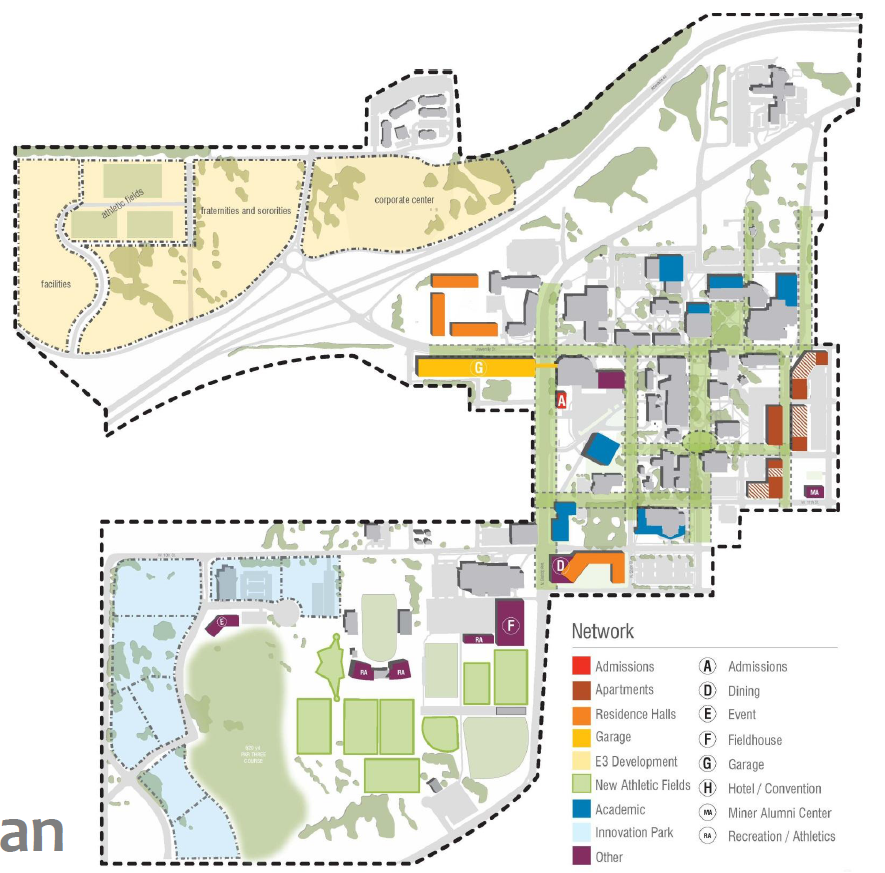 athletic fields
fraternities and sororities
corporate center
facilities
G
A
MA
D
E
F
RA
RA
RA
an
Network
Admissions
Apartments
Residence Halls
Garage
E3 Development
New Athletic Fields
Academic
Innovation Park
Other
A Admissions
D Dining
E Event
F Fieldhouse
G Garage
H Hotel / Convention
MA Miner Alumni Center
RA Recreation / Athletics